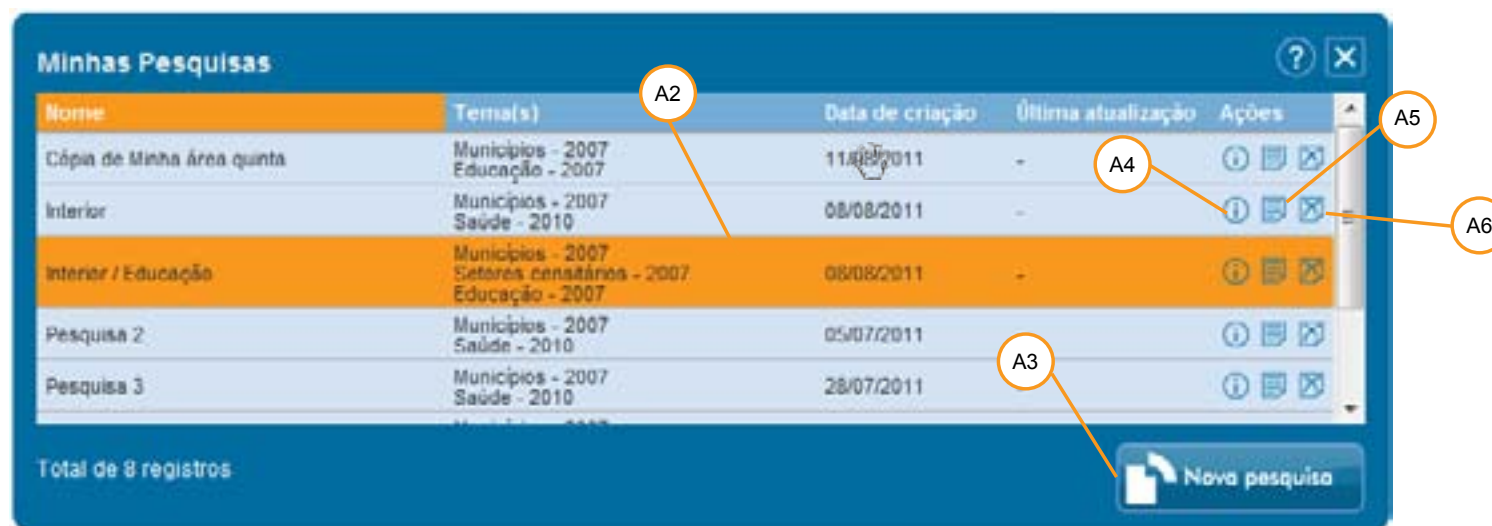 Minhas Pesquisas
?
A2
Nome Tema(s) Data de criação Última atualização Ações
A5
Cópia de Minha área quinta Municípios - 2007 11/08/2011 -
Educação - 2007
A4
Interior Municípios - 2007 08/08/2011 -
Saúde - 2010
A6
Interior / Educação Municípios - 2007 08/08/2011 -
Setores censitários - 2007
Educação - 2007
Pesquisa 2 Municípios - 2007 05/07/2011
Saúde - 2010
A3
Pesquisa 3 Municípios - 2007 28/07/2011
Saúde - 2010
Total de 8 registros
Nova pesquisa